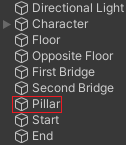 Directional Light
Character
Floor
Opposite Floor
First Bridge
Second Bridge
Pillar
Start
End